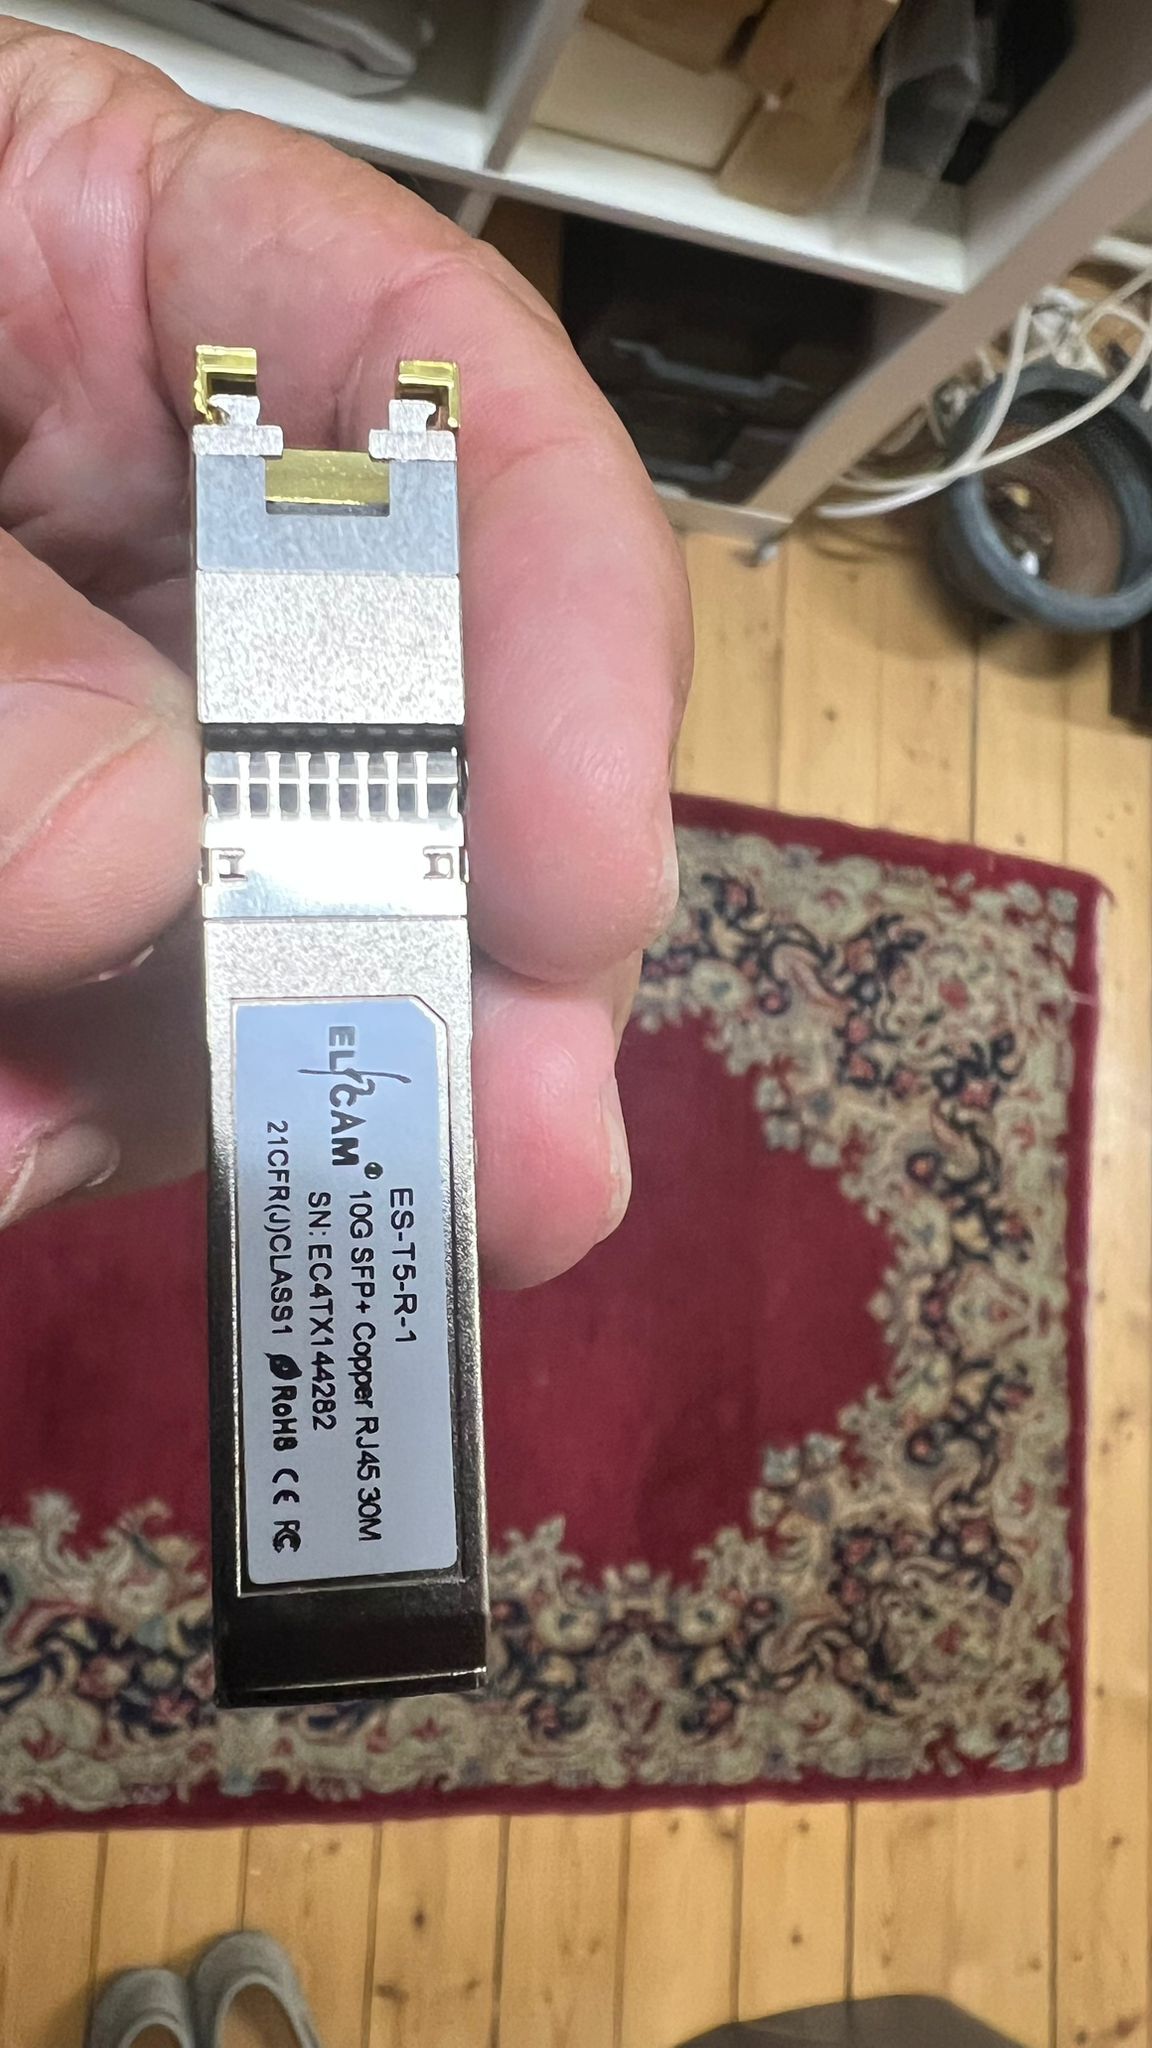 ELFCAM®
ES-T5-R-1
10G SFP+ Copper RJ45 30M
SN: EC4TX144282
21CFR(J)CLASS1 RoHS CE FC